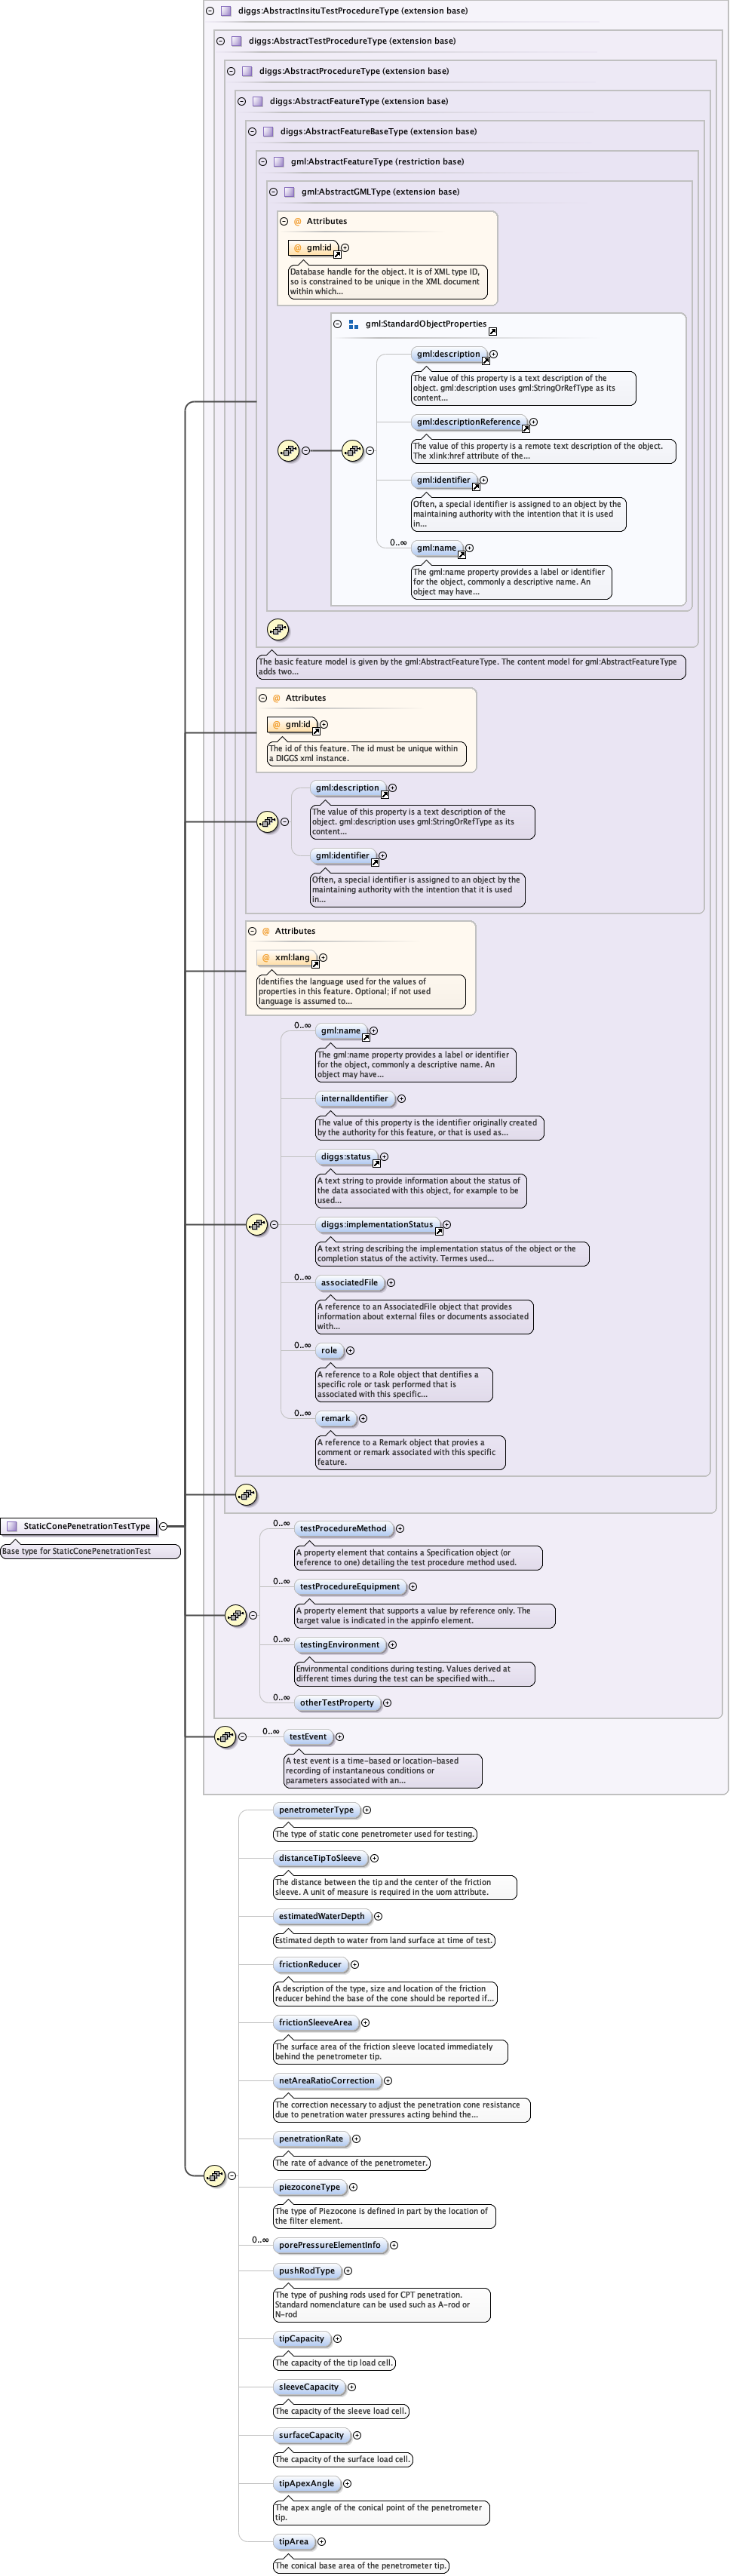 diggs:AbstractInsituTestProcedureType (extension base)
diggs:AbstractTestProcedureType (extension base)
diggs:AbstractProcedureType (extension base)
diggs:AbstractFeatureType (extension base)
diggs:AbstractFeatureBaseType (extension base)
gml:AbstractFeatureType (restriction base)
gml:AbstractGMLType (extension base)
@ Attributes
@ gml:id
Database handle for the object. It is of XML type ID,
so is constrained to be unique in the XML document
within which...
gml:StandardObjectProperties
gml:description
The value of this property is a text description of the
object. gml:description uses gml:StringOrRefType as its
content...
gml:descriptionReference
The value of this property is a remote text description of the object.
The xlink:href attribute of the...
gml:identifier
Often, a special identifier is assigned to an object by the
maintaining authority with the intention that it is used
in...
0..∞
gml:name
The gml:name property provides a label or identifier
for the object, commonly a descriptive name. An
object may have...
The basic feature model is given by the gml:AbstractFeatureType. The content model for gml:AbstractFeatureType
adds two...
@ Attributes
@ gml:id
The id of this feature. The id must be unique within
a DIGGS xml instance.
gml:description
The value of this property is a text description of the
object. gml:description uses gml:StringOrRefType as its
content...
gml:identifier
Often, a special identifier is assigned to an object by the
maintaining authority with the intention that it is used
in...
@ Attributes
@ xml:lang
Identifies the language used for the values of
properties in this feature. Optional; if not used
language is assumed to...
0..∞
gml:name
The gml:name property provides a label or identifier
for the object, commonly a descriptive name. An
object may have...
internalIdentifier
The value of this property is the identifier originally created
by the authority for this feature, or that is used as...
diggs:status
A text string to provide information about the status of
the data associated with this object, for example to be
used...
diggs:implementationStatus
A text string describing the implementation status of the object or the
completion status of the activity. Termes used...
0..∞
associatedFile
A reference to an AssociatedFile object that provides
information about external files or documents associated
with...
0..∞
role
A reference to a Role object that dentifies a
specific role or task performed that is
associated with this specific...
0..∞
remark
A reference to a Remark object that provies a
comment or remark associated with this specific
feature.
StaticConePenetrationTestType
Base type for StaticConePenetrationTest
0..∞
testProcedureMethod
A property element that contains a Specification object (or
reference to one) detailing the test procedure method used.
0..∞
testProcedureEquipment
A property element that supports a value by reference only. The
target value is indicated in the appinfo element.
0..∞
testingEnvironment
Environmental conditions during testing. Values derived at
different times during the test can be specified with...
0..∞
otherTestProperty
0..∞
testEvent
A test event is a time-based or location-based
recording of instantaneous conditions or
parameters associated with an...
penetrometerType
The type of static cone penetrometer used for testing.
distanceTipToSleeve
The distance between the tip and the center of the friction
sleeve. A unit of measure is required in the uom attribute.
estimatedWaterDepth
Estimated depth to water from land surface at time of test.
frictionReducer
A description of the type, size and location of the friction
reducer behind the base of the cone should be reported if...
frictionSleeveArea
The surface area of the friction sleeve located immediately
behind the penetrometer tip.
netAreaRatioCorrection
The correction necessary to adjust the penetration cone resistance
due to penetration water pressures acting behind the...
penetrationRate
The rate of advance of the penetrometer.
piezoconeType
The type of Piezocone is defined in part by the location of
the filter element.
0..∞
porePressureElementInfo
pushRodType
The type of pushing rods used for CPT penetration.
Standard nomenclature can be used such as A-rod or
N-rod
tipCapacity
The capacity of the tip load cell.
sleeveCapacity
The capacity of the sleeve load cell.
surfaceCapacity
The capacity of the surface load cell.
tipApexAngle
The apex angle of the conical point of the penetrometer
tip.
tipArea
The conical base area of the penetrometer tip.